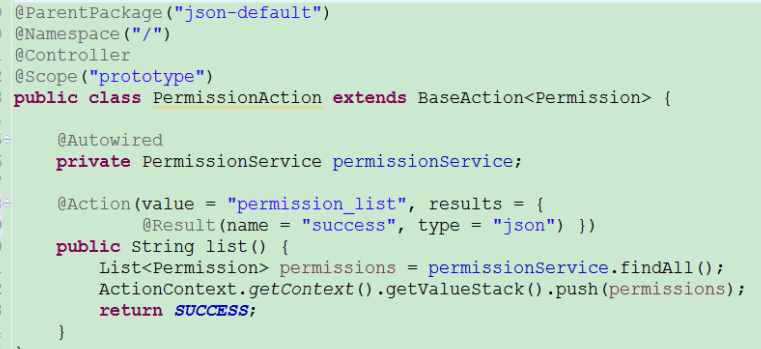 @ParentPackage("json-default")
@Namespace("/")
@Controller
@Scope("prototype")
public class PermissionAction extends BaseAction<Permission> {
@Autowired
private PermissionService permissionService;
@Action(value = "permission_list", results = {
@Result(name = "success", type = "json") })
public String list() {
List<Permission> permissions = permissionService.findAll();
ActionContext.getContext().getValueStack().push(permissions);
return SUCCESS;
}